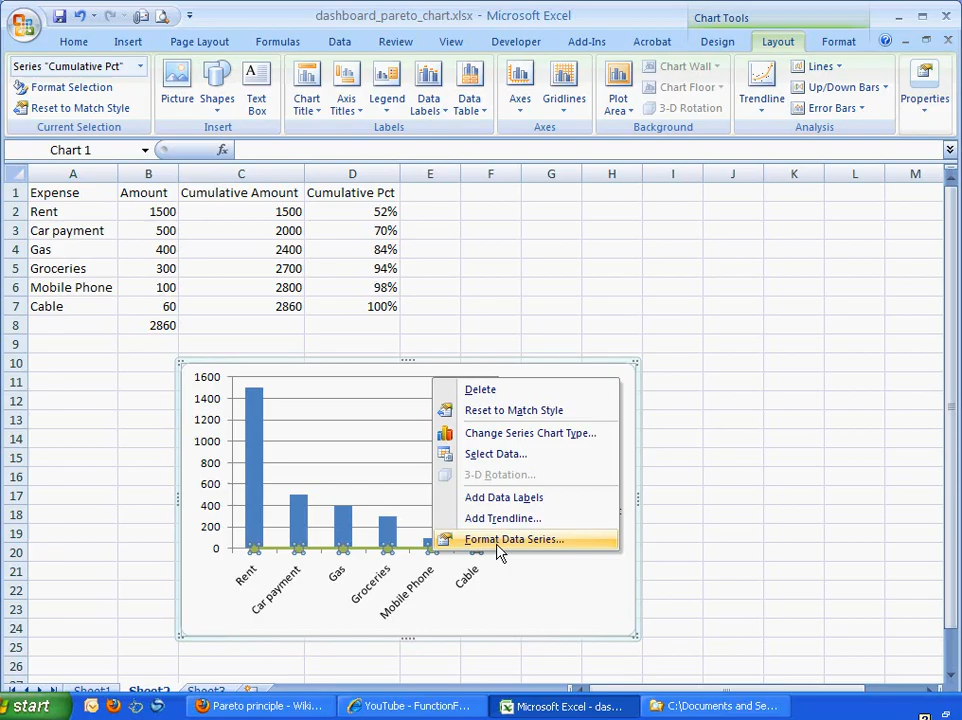 dashboard_pareto_chart.xlsx - Microsoft Excel
Chart Tools
Home Insert Page Layout Formulas Data Review View Developer Add-Ins Acrobat Design Layout Format
Series "Cumulative Pct"
Format Selection
Reset to Match Style
Current Selection
Picture Shapes Text Box
Insert
Chart Title Axis Titles Legend Data Labels Data Table
Labels
Axes Gridlines
Axes
Plot Area
Chart Wall
Chart Floor
3-D Rotation
Background
Trendline
Lines
Up/Down Bars
Error Bars
Analysis
Properties
Chart 1 fx
A B C D E F G H I J K L M
1 Expense Amount Cumulative Amount Cumulative Pct
2 Rent 1500 1500 52%
3 Car payment 500 2000 70%
4 Gas 400 2400 84%
5 Groceries 300 2700 94%
6 Mobile Phone 100 2800 98%
7 Cable 60 2860 100%
8 2860
9
10
11
12
13
14
15
16
17
18
19
20
21
22
23
24
25
26
1600
1400
1200
1000
800
600
400
200
0
Rent
Car payment
Gas
Groceries
Mobile Phone
Cable
Delete
Reset to Match Style
Change Series Chart Type...
Select Data...
3-D Rotation...
Add Data Labels
Add Trendline...
Format Data Series...
Sheet1 Sheet2 Sheet3
start
Pareto principle - Wiki...
YouTube - FunctionF...
Microsoft Excel - das...
C:\Documents and Se...